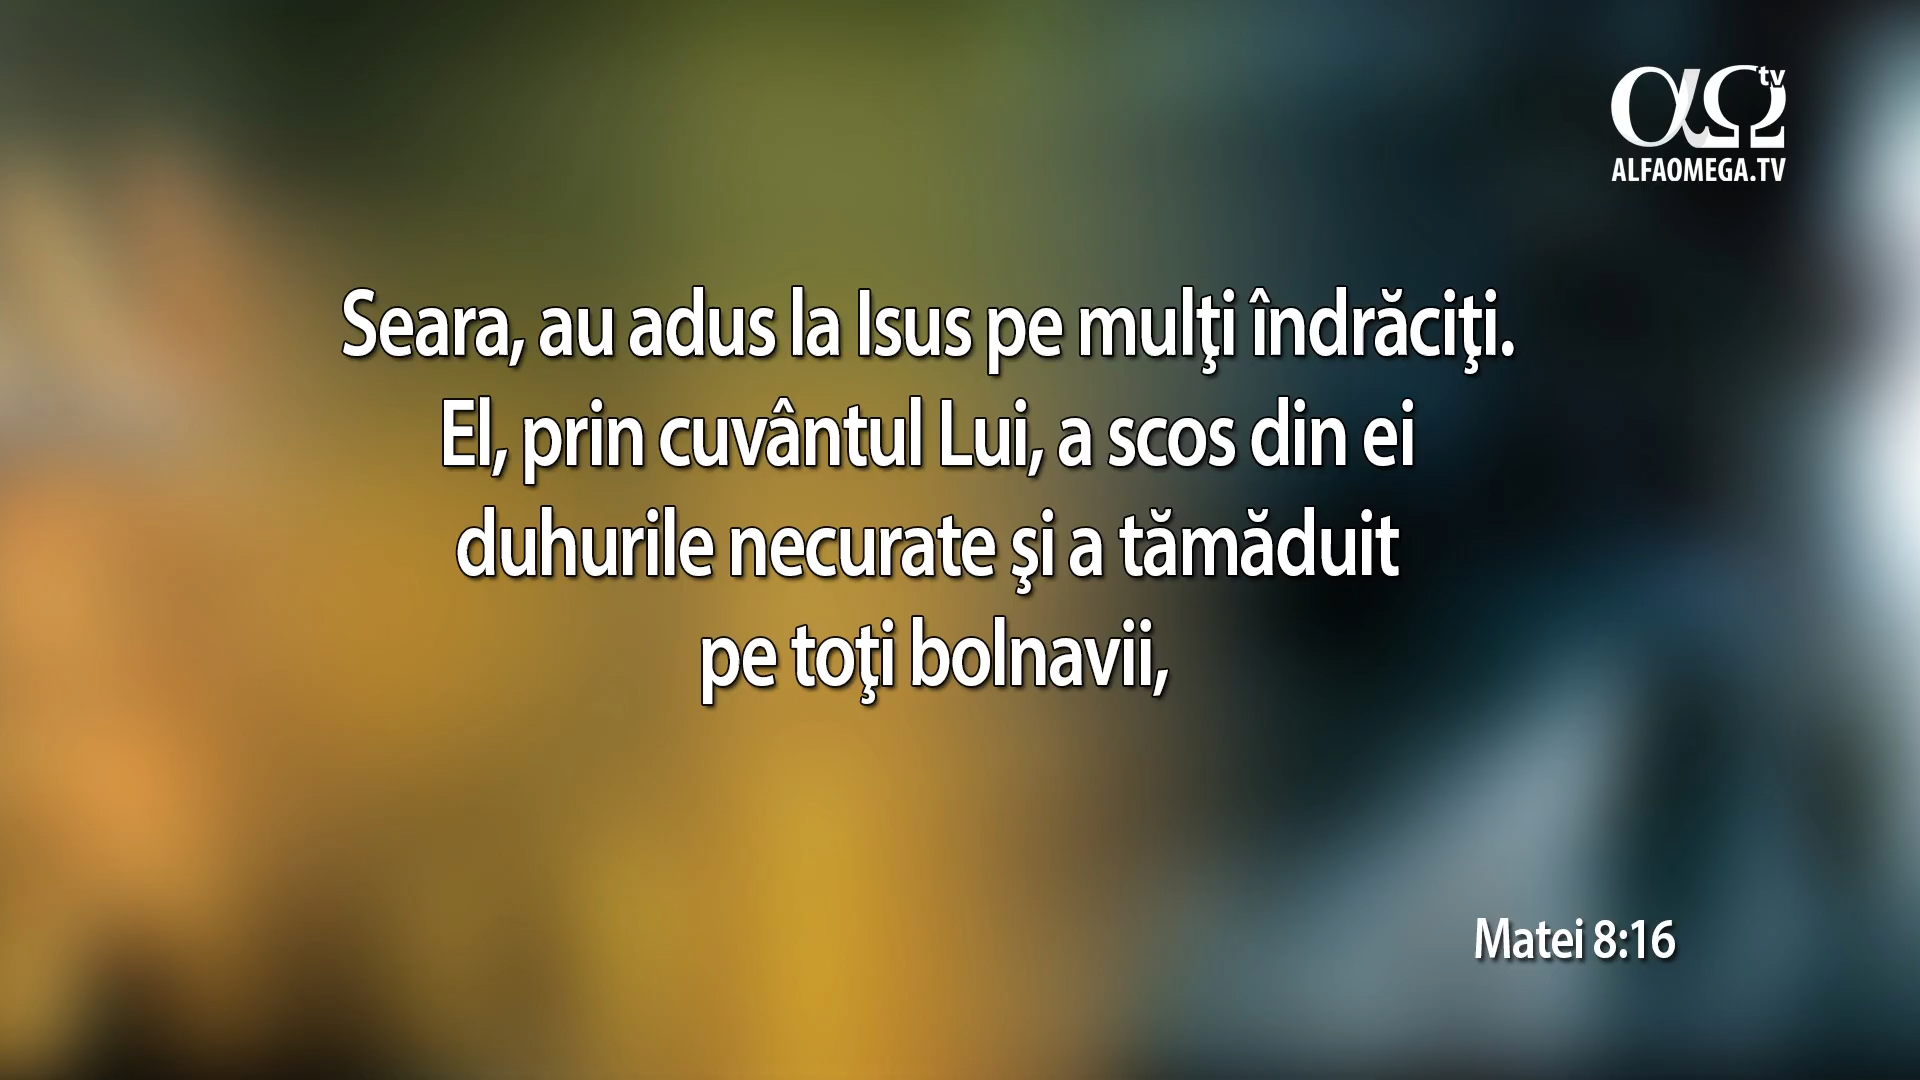 tv
ALFAOMEGA.TV
Seara, au adus la Isus pe mulţi îndrăciţi.
El, prin cuvântul Lui, a scos din ei
duhurile necurate şi a tămăduit
pe toţi bolnavii,
Matei 8:16